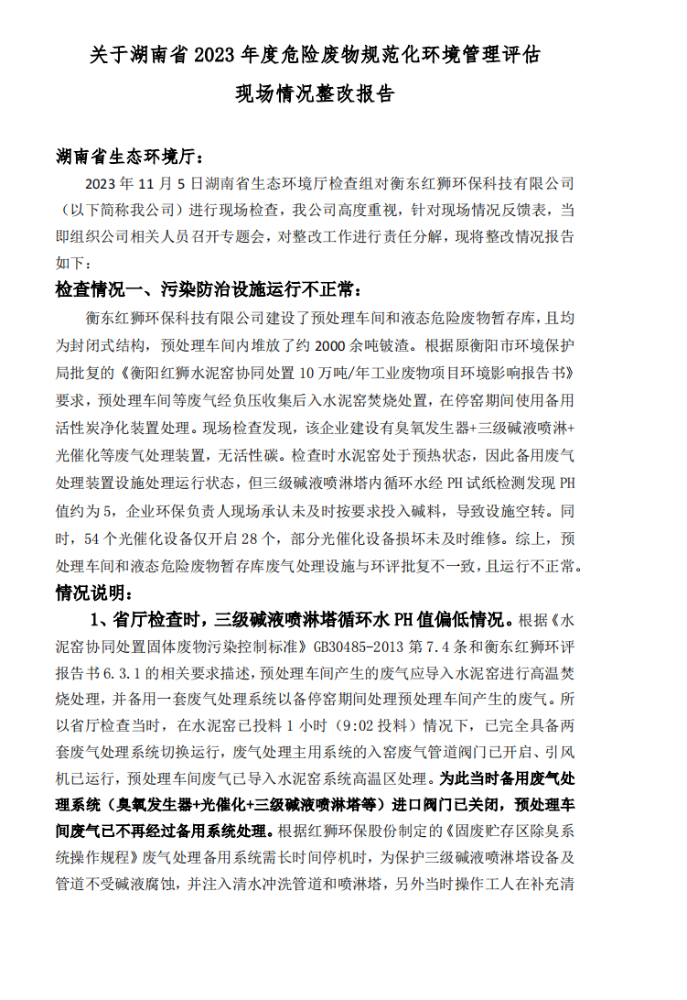 关于湖南省 2023 年度危险废物规范化环境管理评估
现场情况整改报告
湖南省生态环境厅：
2023 年 11 月 5 日湖南省生态环境厅检查组对衡东红狮环保科技有限公司
（以下简称我公司）进行现场检查，我公司高度重视，针对现场情况反馈表，当
即组织公司相关人员召开专题会，对整改工作进行责任分解，现将整改情况报告
如下：
检查情况一、污染防治设施运行不正常：
衡东红狮环保科技有限公司建设了预处理车间和液态危险废物暂存库，且均
为封闭式结构，预处理车间内堆放了约 2000 余吨铍渣。根据原衡阳市环境保护
局批复的《衡阳红狮水泥窑协同处置 10 万吨/年工业废物项目环境影响报告书》
要求，预处理车间等废气经负压收集后入水泥窑焚烧处置，在停窑期间使用备用
活性炭净化装置处理。现场检查发现，该企业建设有臭氧发生器+三级碱液喷淋+
光催化等废气处理装置，无活性碳。检查时水泥窑处于预热状态，因此备用废气
处理装置设施处理运行状态，但三级碱液喷淋塔内循环水经 PH 试纸检测发现 PH
值约为 5，企业环保负责人现场承认未及时按要求投入碱料，导致设施空转。同
时，54 个光催化设备仅开启 28 个，部分光催化设备损坏未及时维修。综上，预
处理车间和液态危险废物暂存库废气处理设施与环评批复不一致，且运行不正常。
情况说明：
1、省厅检查时，三级碱液喷淋塔循环水 PH 值偏低情况。根据《水
泥窑协同处置固体废物污染控制标准》GB30485-2013 第 7.4 条和衡东红狮环评
报告书 6.3.1 的相关要求描述，预处理车间产生的废气应导入水泥窑进行高温焚
烧处理，并备用一套废气处理系统以备停窑期间处理预处理车间产生的废气。所
以省厅检查当时，在水泥窑已投料 1 小时（9:02 投料）情况下，已完全具备两
套废气处理系统切换运行，废气处理主用系统的入窑废气管道阀门已开启、引风
机已运行，预处理车间废气已导入水泥窑系统高温区处理。为此当时备用废气处
理系统（臭氧发生器+光催化+三级碱液喷淋塔等）进口阀门已关闭，预处理车
间废气已不再经过备用系统处理。根据红狮环保股份制定的《固废贮存区除臭系
统操作规程》废气处理备用系统需长时间停机时，为保护三级碱液喷淋塔设备及
管道不受碱液腐蚀，并注入清水冲洗管道和喷淋塔，另外当时操作工人在补充清